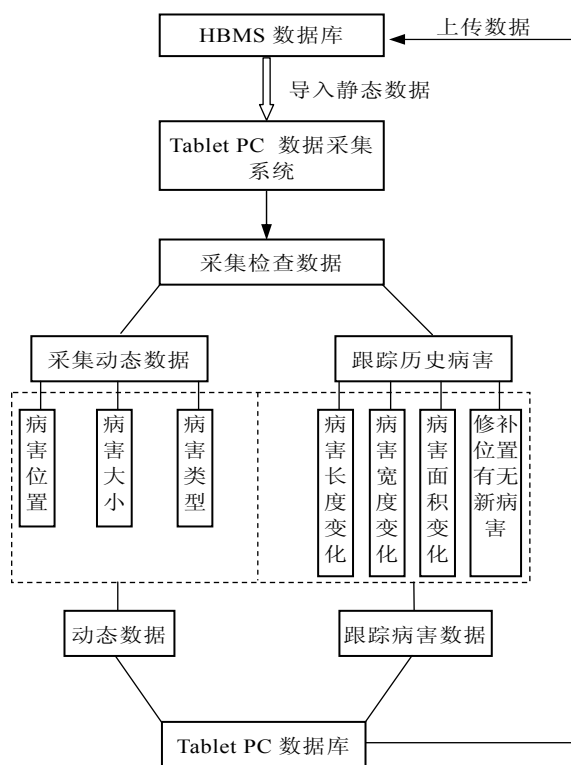 HBMS 数据库
上传数据
导入静态数据
Tablet PC 数据采集
系统
采集检查数据
采集动态数据
跟踪历史病害
病害位置
病害大小
病害类型
病害长度变化
病害宽度变化
病害面积变化
修补
位置
有无
新病
害
动态数据
跟踪病害数据
Tablet PC 数据库